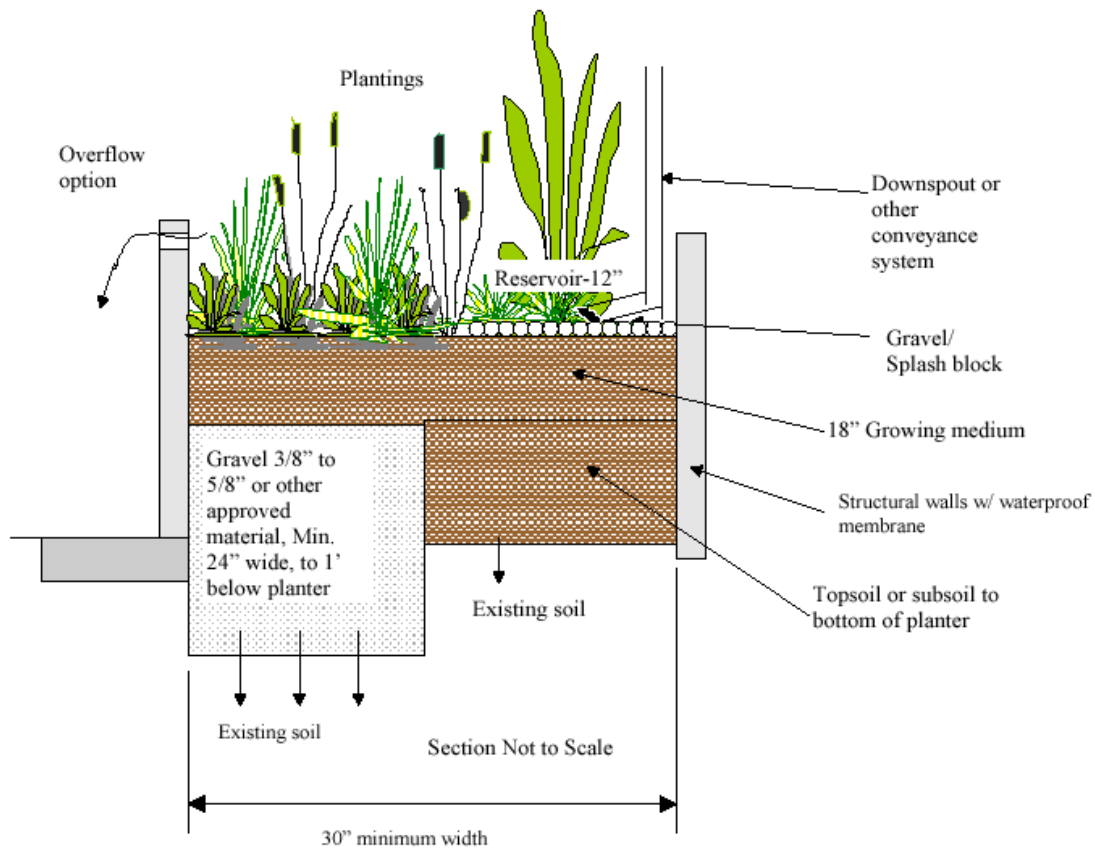 Plantings
Overflow
option
Downspout or
other
conveyance
system
Reservoir-12”
Gravel/
Splash block
18” Growing medium
Gravel 3/8” to
5/8” or other
approved
material, Min.
24” wide, to 1’
below planter
Structural walls w/ waterproof
membrane
Existing soil
Topsoil or subsoil to
bottom of planter
Existing soil
Section Not to Scale
30” minimum width